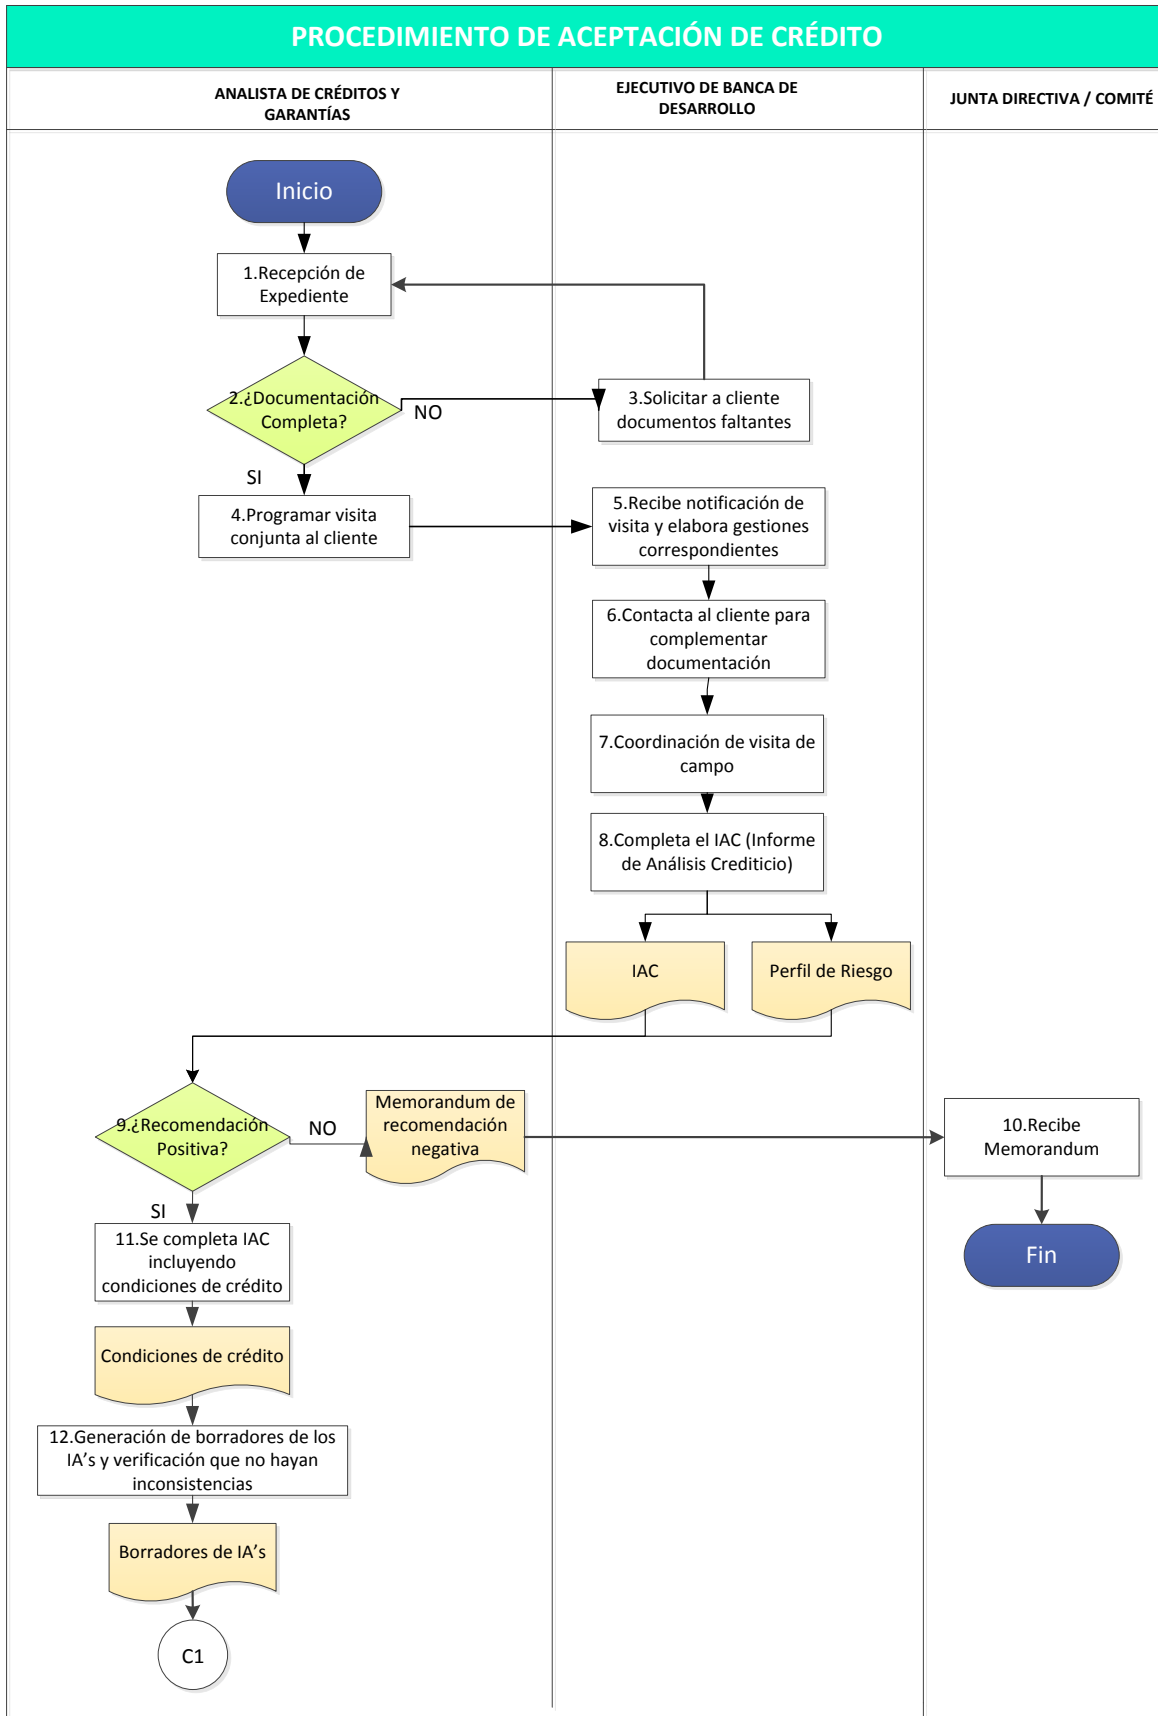 PROCEDIMIENTO DE ACEPTACIÓN DE CRÉDITO
ANALISTA DE CRÉDITOS Y
GARANTÍAS
EJECUTIVO DE BANCA DE
DESARROLLO
JUNTA DIRECTIVA / COMITÉ
Inicio
1.Recepción de
Expediente
2.¿Documentación
Completa?
NO
3.Solicitar a cliente
documentos faltantes
SI
4.Programar visita
conjunta al cliente
5.Recibe notificación de
visita y elabora gestiones
correspondientes
6.Contacta al cliente para
complementar
documentación
7.Coordinación de visita de
campo
8.Completa el IAC (Informe
de Análisis Crediticio)
IAC
Perfil de Riesgo
9.¿Recomendación
Positiva?
NO
Memorandum de
recomendación
negativa
10.Recibe
Memorandum
Fin
SI
11.Se completa IAC
incluyendo
condiciones de crédito
Condiciones de crédito
12.Generación de borradores de los
IA’s y verificación que no hayan
inconsistencias
Borradores de IA’s
C1